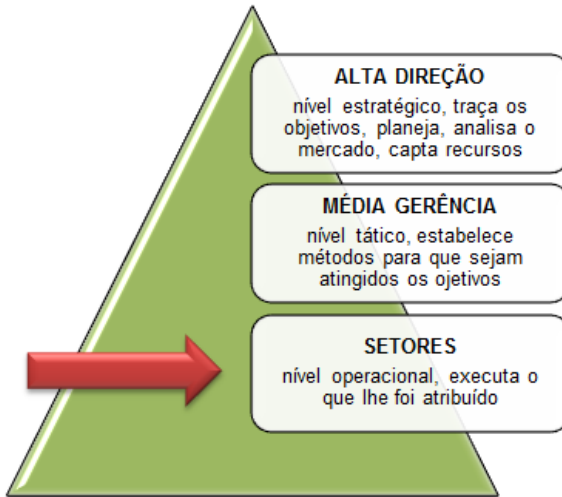 ALTA DIREÇÃO
nível estratégico, traça os
objetivos, planeja, analisa o
mercado, capta recursos
MÉDIA GERÊNCIA
nível tático, estabelece
métodos para que sejam
atingidos os ojetivos
SETORES
nível operacional, executa o
que lhe foi atribuído